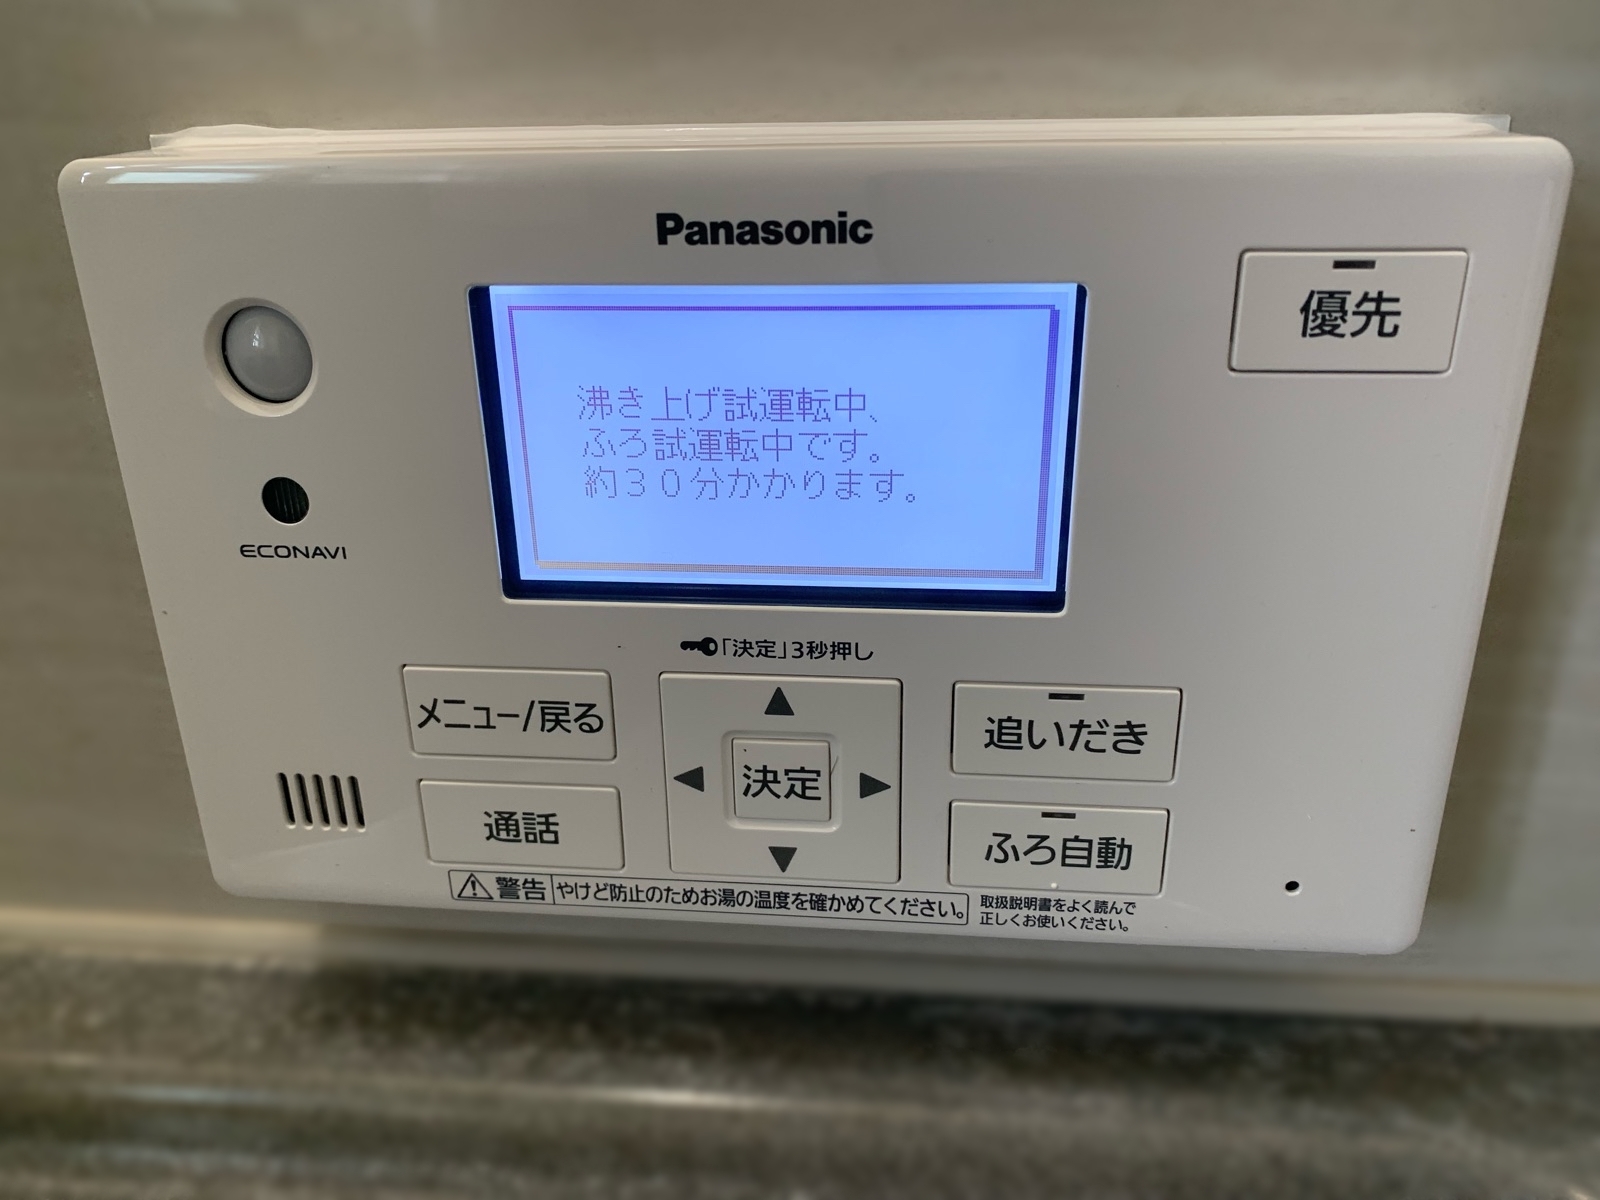 Panasonic
優先
沸き上げ試運転中、
ふろ試運転中です。
約30分かかります。
ECONAVI
「決定」3秒押し
メニュー/戻る
決定
追いだき
通話
ふろ自動
警告 やけど防止のためお湯の温度を確かめてください。
取扱説明書をよく読んで
正しくお使いください。